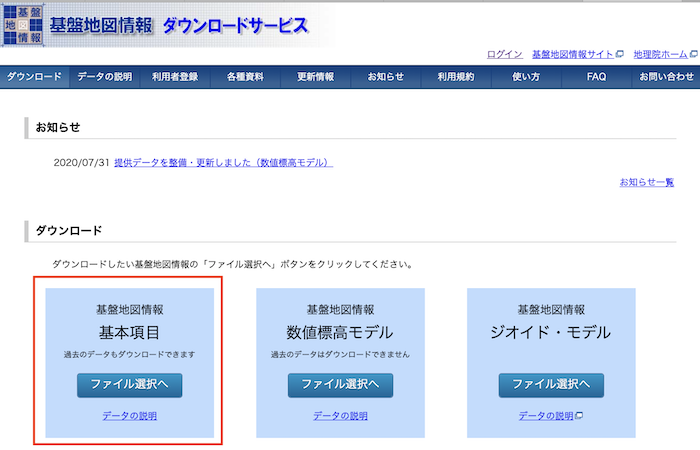 基盤
地図
情報
基盤地図情報 ダウンロードサービス
ログイン 基盤地図情報サイト 地理院ホーム
ダウンロード データの説明 利用者登録 各種資料 更新情報 お知らせ 利用規約 使い方 FAQ お問い合わせ
お知らせ
2020/07/31 提供データを整備・更新しました（数値標高モデル）
お知らせ一覧
ダウンロード
ダウンロードしたい基盤地図情報の「ファイル選択へ」ボタンをクリックしてください。
基盤地図情報
基本項目
過去のデータもダウンロードできます
ファイル選択へ
データの説明
基盤地図情報
数値標高モデル
過去のデータはダウンロードできません
ファイル選択へ
データの説明
基盤地図情報
ジオイド・モデル
ファイル選択へ
データの説明